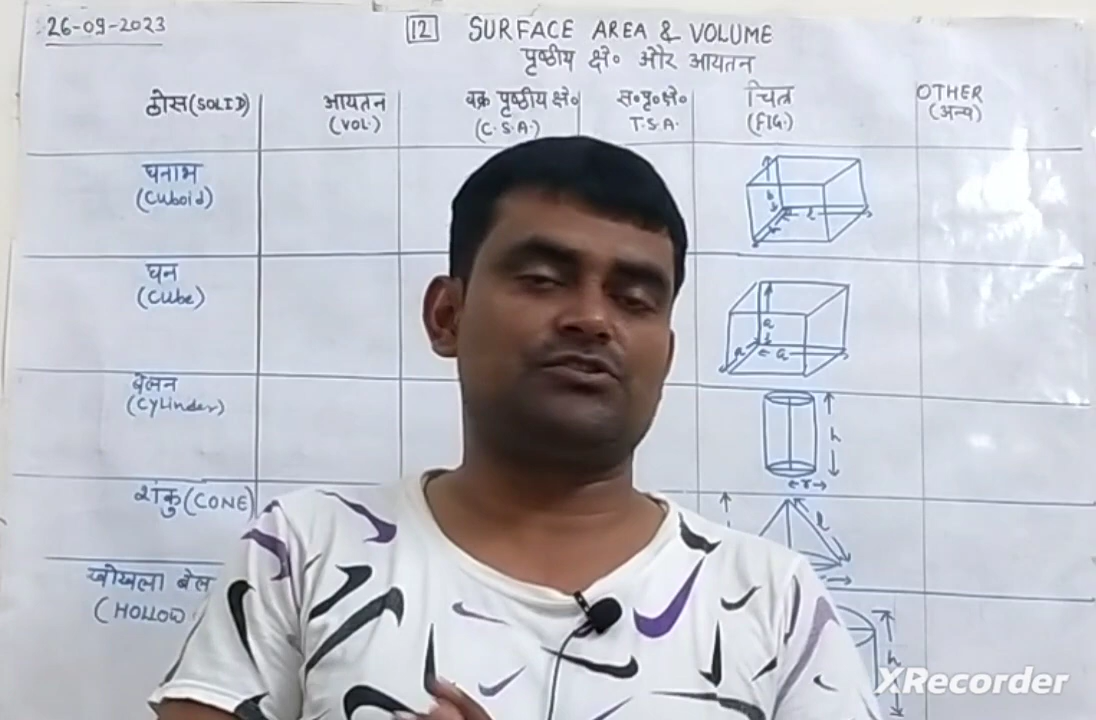 26-09-2023
12 SURFACE AREA & VOLUME
पृष्ठीय क्षे० और आयतन
ठोस(SOLID) आयतन वक्र पृष्ठीय क्षे० स०पृ०क्षे० चित्र OTHER
(VOL.) (C.S.A.) T.S.A. (FIG.) (अन्य)
घनाभ
(Cuboid)
b
l
घन
(Cube)
a
a a
बेलन
(Cylinder)
h
r
शंकु(CONE)
l
खोखला बेल
(HOLLOW
h
XRecorder